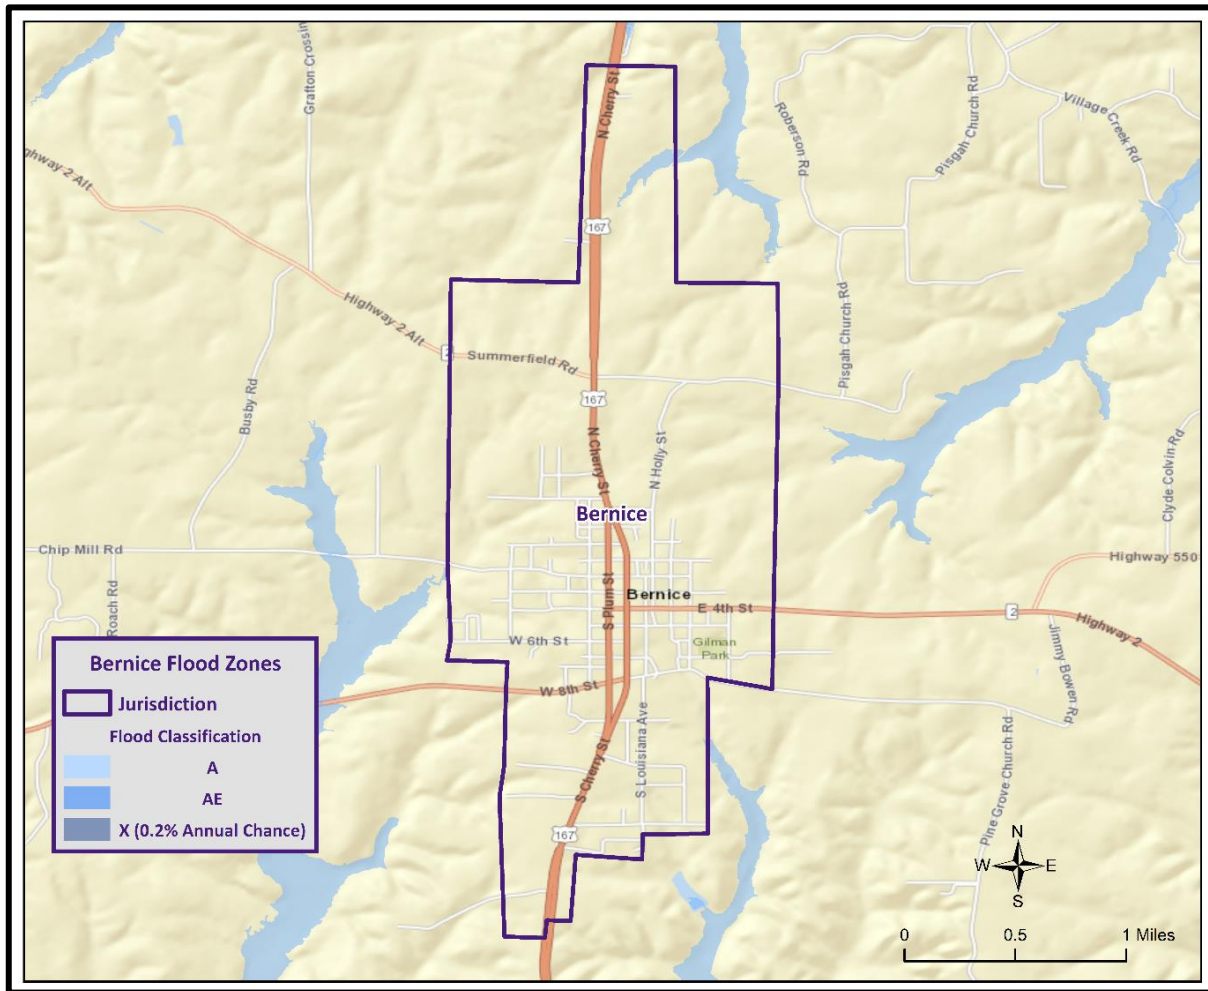 Grafton Crossin
N Cherry St
Roberson Rd
Pisgah Church Rd
Village Creek Rd
ghway 2 Alt
167
Highway 2 Alt
Pisgah Church Rd
2
Summerfield Rd
Busby Rd
167
N Cherry St
N Holly St
Clyde Colvin Rd
Bernice
Chip Mill Rd
Highway 550
Roach Rd
S Plum St
Bernice
E 4th St
2
Highway 2
W 6th St
Gilman
Park
Jimmy Bowen Rd
W 8th St
S Louisiana Ave
S Cherry St
Pine Grove Church Rd
167
Bernice Flood Zones
Jurisdiction
Flood Classification
A
AE
X (0.2% Annual Chance)
N
W E
S
0 0.5 1 Miles